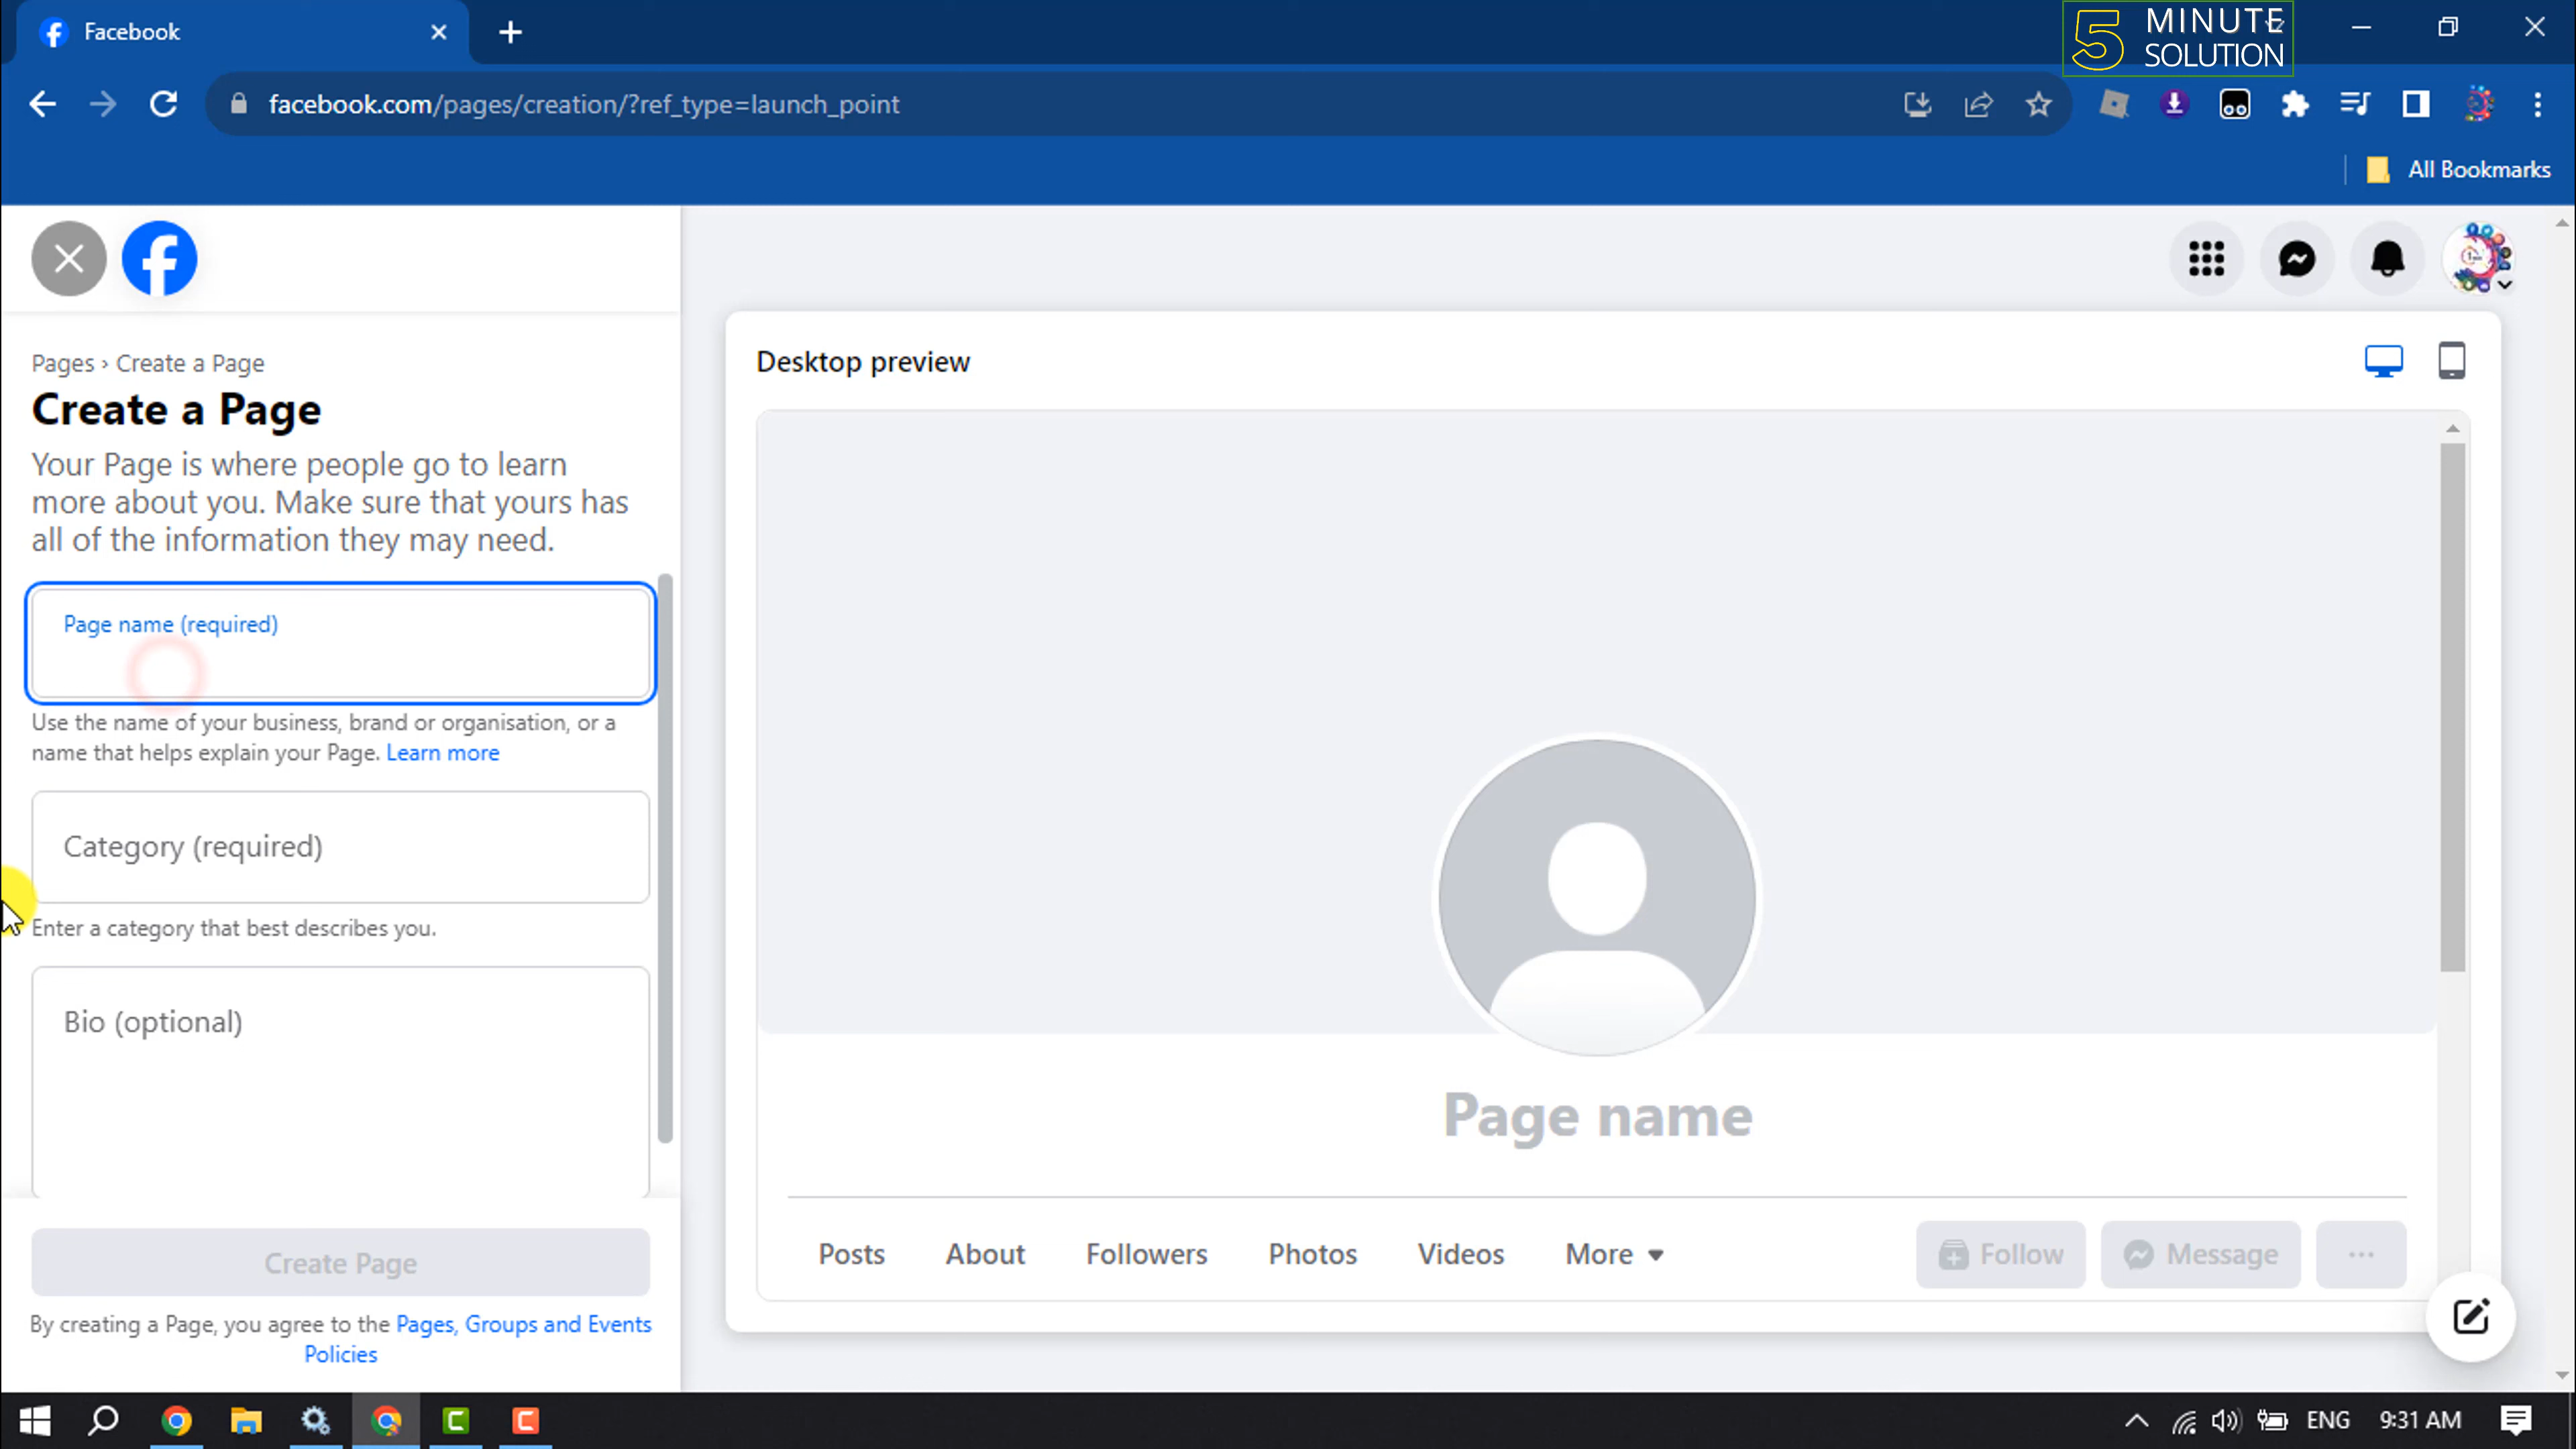 Facebook
5 MINUTE
SOLUTION
facebook.com/pages/creation/?ref_type=launch_point
All Bookmarks
Pages › Create a Page
Create a Page
Your Page is where people go to learn
more about you. Make sure that yours has
all of the information they may need.
Page name (required)
Use the name of your business, brand or organisation, or a
name that helps explain your Page. Learn more
Category (required)
Enter a category that best describes you.
Bio (optional)
Create Page
By creating a Page, you agree to the Pages, Groups and Events
Policies
Desktop preview
Page name
Posts About Followers Photos Videos More Follow Message
ENG 9:31 AM